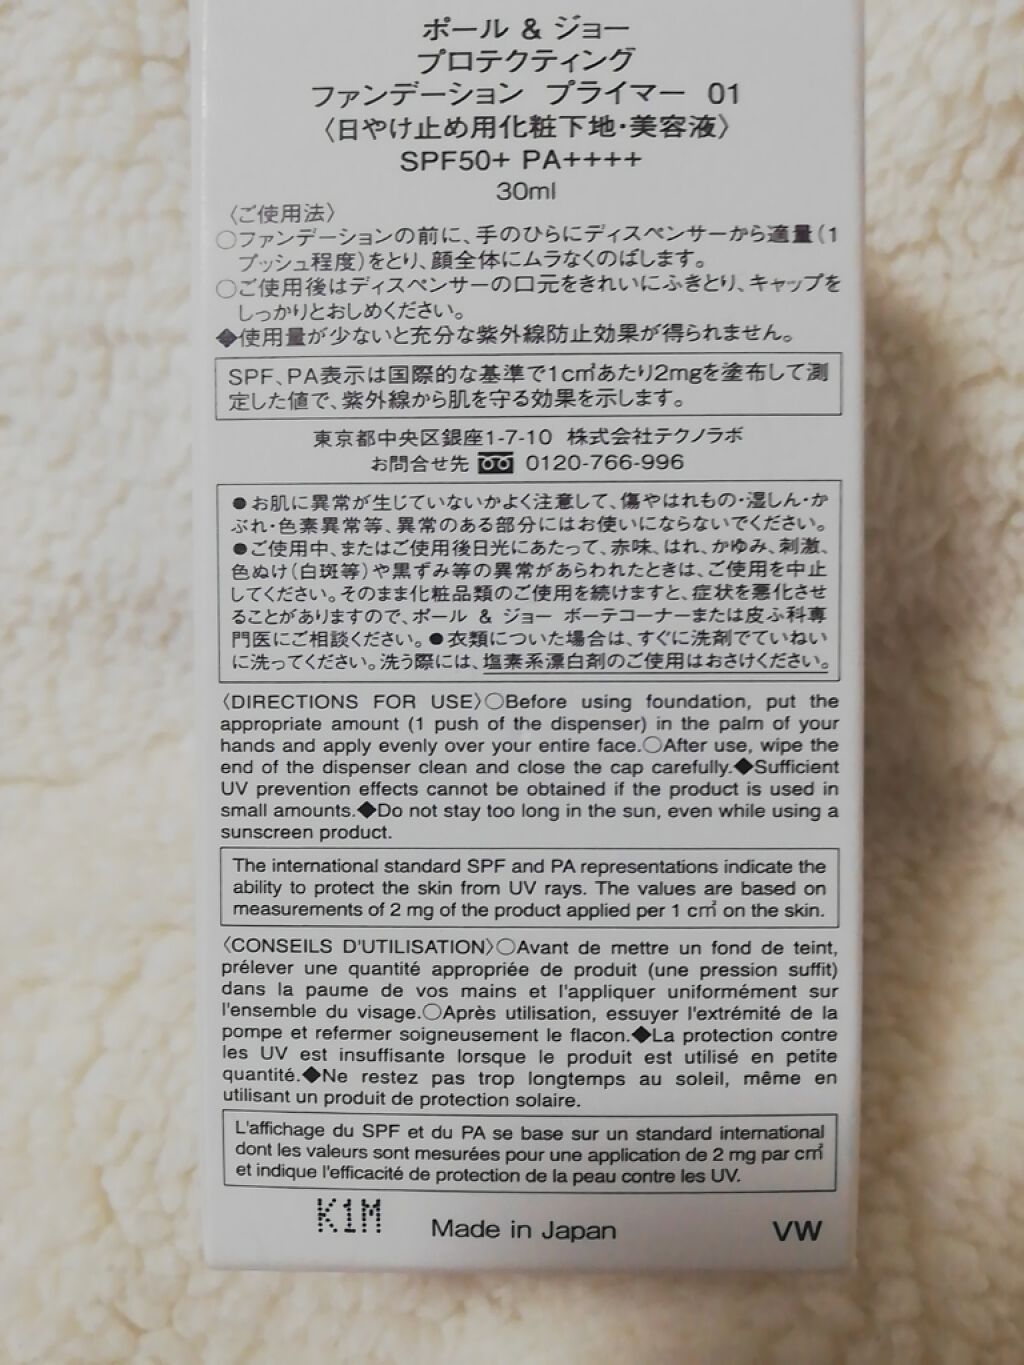 ポール & ジョー
プロテクティング
ファンデーション プライマー 01
〈日やけ止め用化粧下地・美容液〉
SPF50+ PA++++
30ml
〈ご使用法〉
○ファンデーションの前に、手のひらにディスペンサーから適量(1
プッシュ程度)をとり、顔全体にムラなくのばします。
○ご使用後はディスペンサーの口元をきれいにふきとり、キャップを
しっかりとおしめください。
◆使用量が少ないと充分な紫外線防止効果が得られません。
SPF、PA表示は国際的な基準で1c㎡あたり2mgを塗布して測
定した値で、紫外線から肌を守る効果を示します。
東京都中央区銀座1-7-10 株式会社テクノラボ
お問合せ先 0120-766-996
●お肌に異常が生じていないかよく注意して、傷やはれもの・湿しん・か
ぶれ・色素異常等、異常のある部分にはお使いにならないでください。
●ご使用中、またはご使用後日光にあたって、赤味、はれ、かゆみ、刺激、
色ぬけ(白斑等)や黒ずみ等の異常があらわれたときは、ご使用を中止
してください。そのまま化粧品類のご使用を続けますと、症状を悪化させ
ることがありますので、ポール & ジョー ボーテコーナーまたは皮ふ科専
門医にご相談ください。●衣類についた場合は、すぐに洗剤でていねい
に洗ってください。洗う際には、塩素系漂白剤のご使用はおさけください。
〈DIRECTIONS FOR USE〉○Before using foundation, put the
appropriate amount (1 push of the dispenser) in the palm of your
hands and apply evenly over your entire face.○After use, wipe the
end of the dispenser clean and close the cap carefully.◆Sufficient
UV prevention effects cannot be obtained if the product is used in
small amounts.◆Do not stay too long in the sun, even while using a
sunscreen product.
The international standard SPF and PA representations indicate the
ability to protect the skin from UV rays. The values are based on
measurements of 2 mg of the product applied per 1 c㎡ on the skin.
〈CONSEILS D'UTILISATION〉○Avant de mettre un fond de teint,
prélever une quantité appropriée de produit (une pression suffit)
dans la paume de vos mains et l'appliquer uniformément sur
l'ensemble du visage.○Après utilisation, essuyer l'extrémité de la
pompe et refermer soigneusement le flacon.◆La protection contre
les UV est insuffisante lorsque le produit est utilisé en petite
quantité.◆Ne restez pas trop longtemps au soleil, même en
utilisant un produit de protection solaire.
L'affichage du SPF et du PA se base sur un standard international
dont les valeurs sont mesurées pour une application de 2 mg par c㎡
et indique l'efficacité de protection de la peau contre les UV.
K1M Made in Japan VW